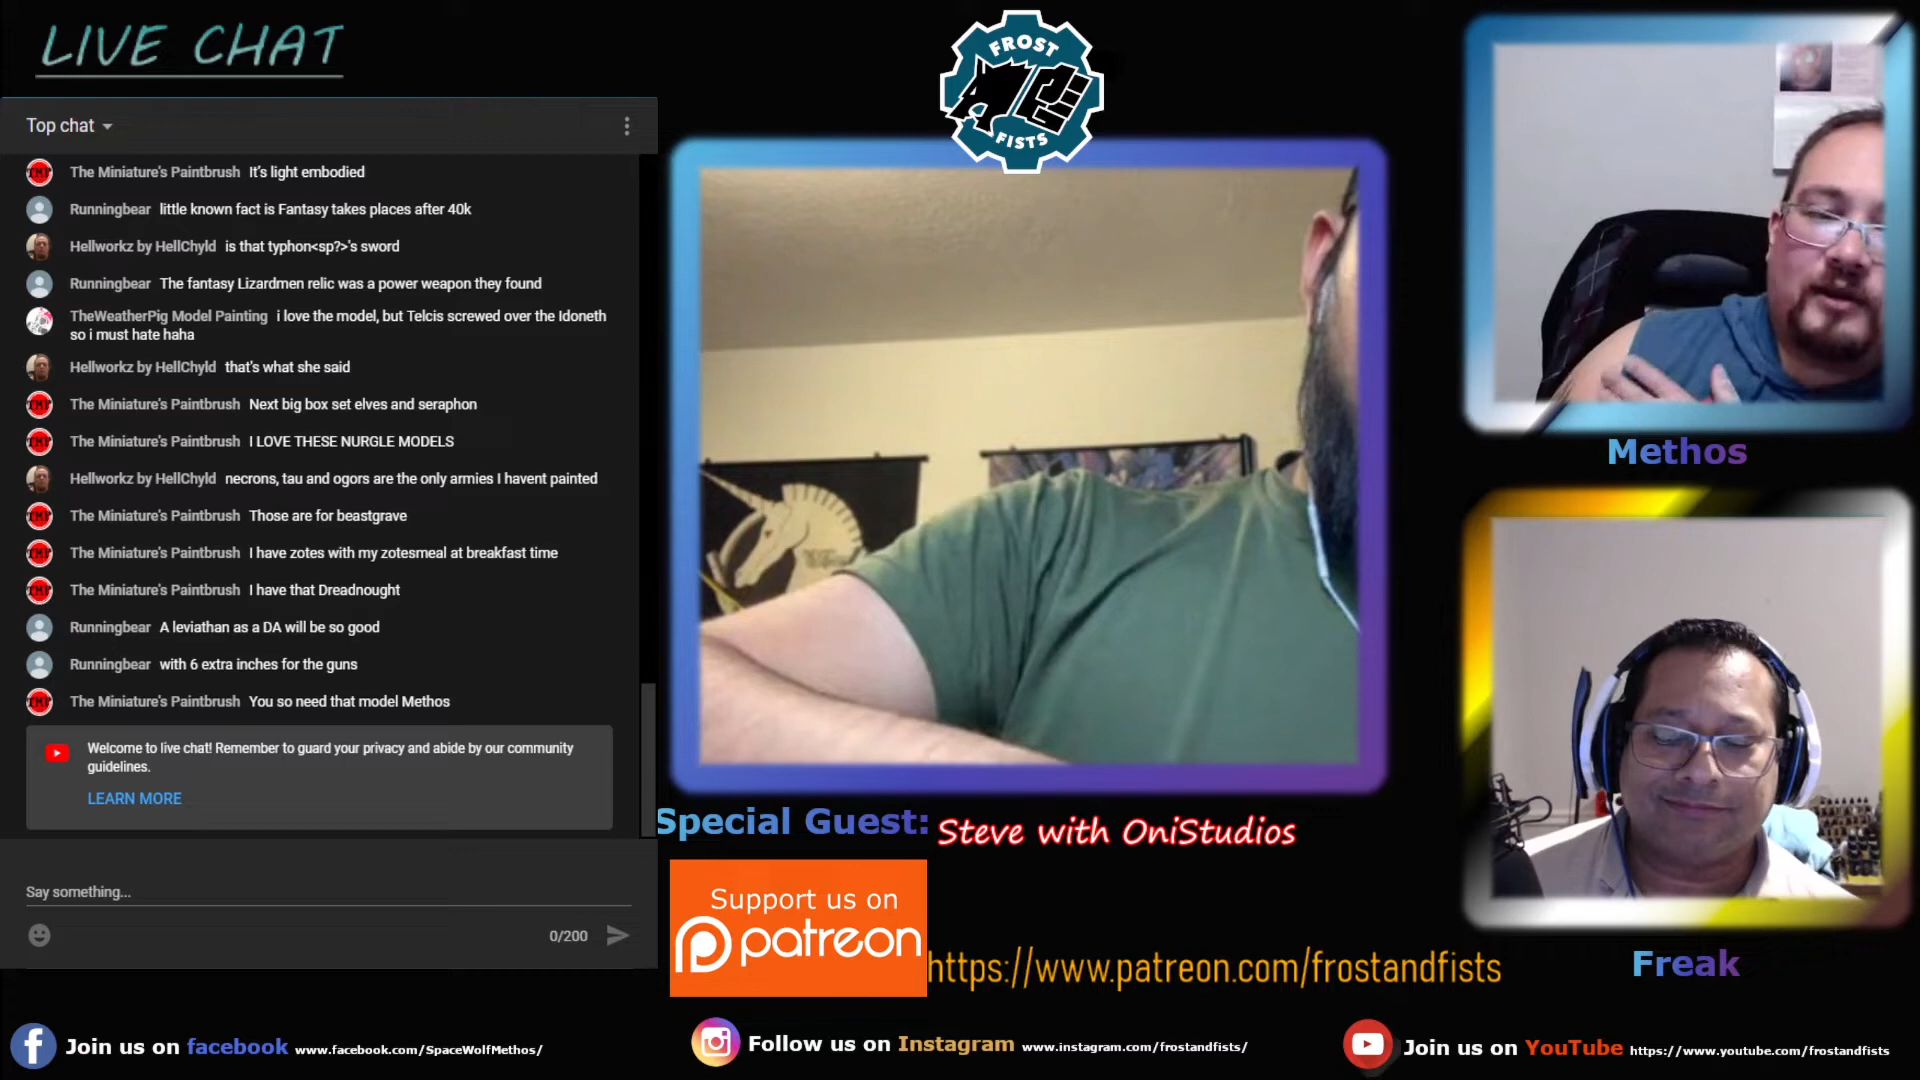 LIVE CHAT
Top chat
The Miniature's Paintbrush It's light embodied
Runningbear little known fact is Fantasy takes places after 40k
Hellworkz by HellChyld is that typhon<sp?>'s sword
Runningbear The fantasy Lizardmen relic was a power weapon they found
TheWeatherPig Model Painting i love the model, but Telcis screwed over the Idoneth
so i must hate haha
Hellworkz by HellChyld that's what she said
The Miniature's Paintbrush Next big box set elves and seraphon
The Miniature's Paintbrush I LOVE THESE NURGLE MODELS
Hellworkz by HellChyld necrons, tau and ogors are the only armies I havent painted
The Miniature's Paintbrush Those are for beastgrave
The Miniature's Paintbrush I have zotes with my zotesmeal at breakfast time
The Miniature's Paintbrush I have that Dreadnought
Runningbear A leviathan as a DA will be so good
Runningbear with 6 extra inches for the guns
The Miniature's Paintbrush You so need that model Methos
Welcome to live chat! Remember to guard your privacy and abide by our community
guidelines.
LEARN MORE
Say something...
0/200
FROST
FISTS
Methos
Freak
Special Guest: Steve with OniStudios
Support us on
patreon
https://www.patreon.com/frostandfists
Join us on facebook www.facebook.com/SpaceWolfMethos/
Follow us on Instagram www.instagram.com/frostandfists/
Join us on YouTube https://www.youtube.com/frostandfists